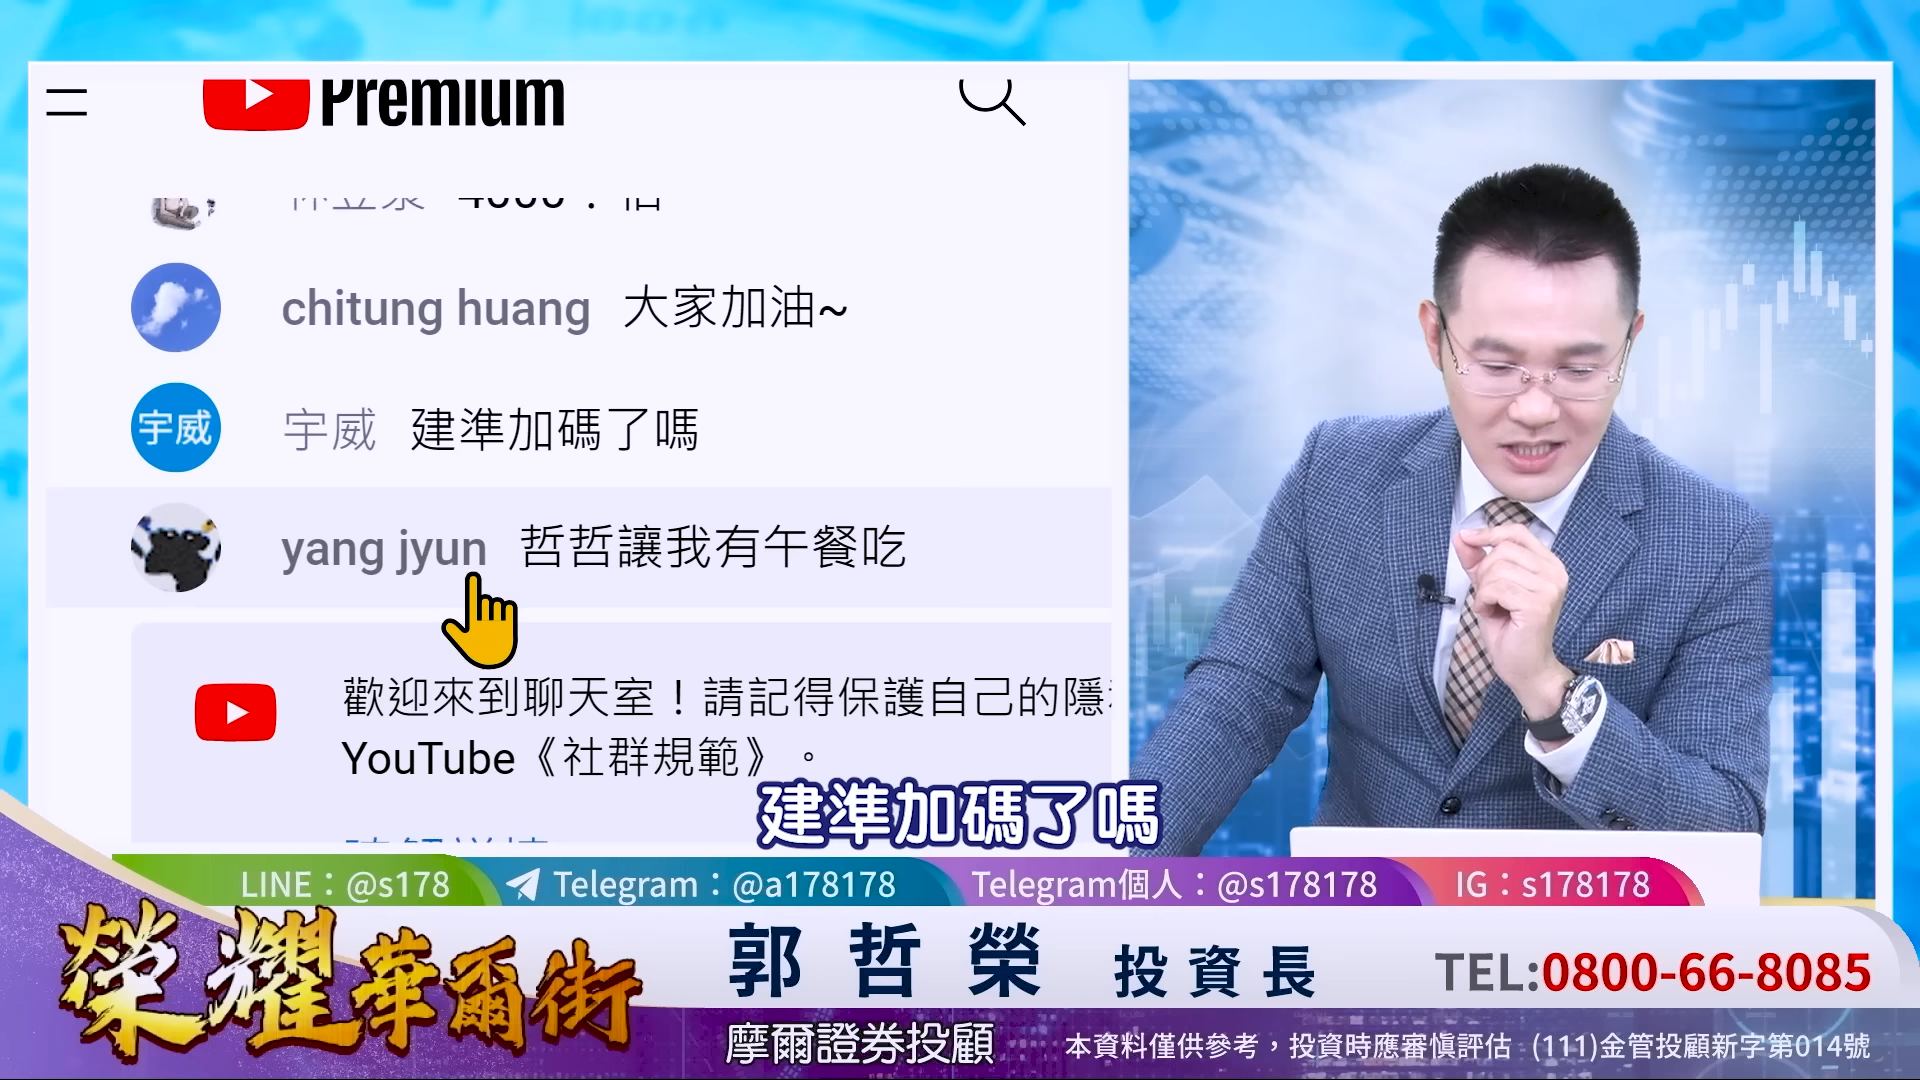 Premium
chitung huang 大家加油~
宇威 宇威 建準加碼了嗎
yang jyun 哲哲讓我有午餐吃
歡迎來到聊天室！請記得保護自己的隱
YouTube《社群規範》。
建準加碼了嗎
LINE：@s178 Telegram：@a178178 Telegram個人：@s178178 IG：s178178
榮耀華爾街
郭哲榮 投資長 TEL:0800-66-8085
摩爾證券投顧 本資料僅供參考，投資時應審慎評估 (111)金管投顧新字第014號